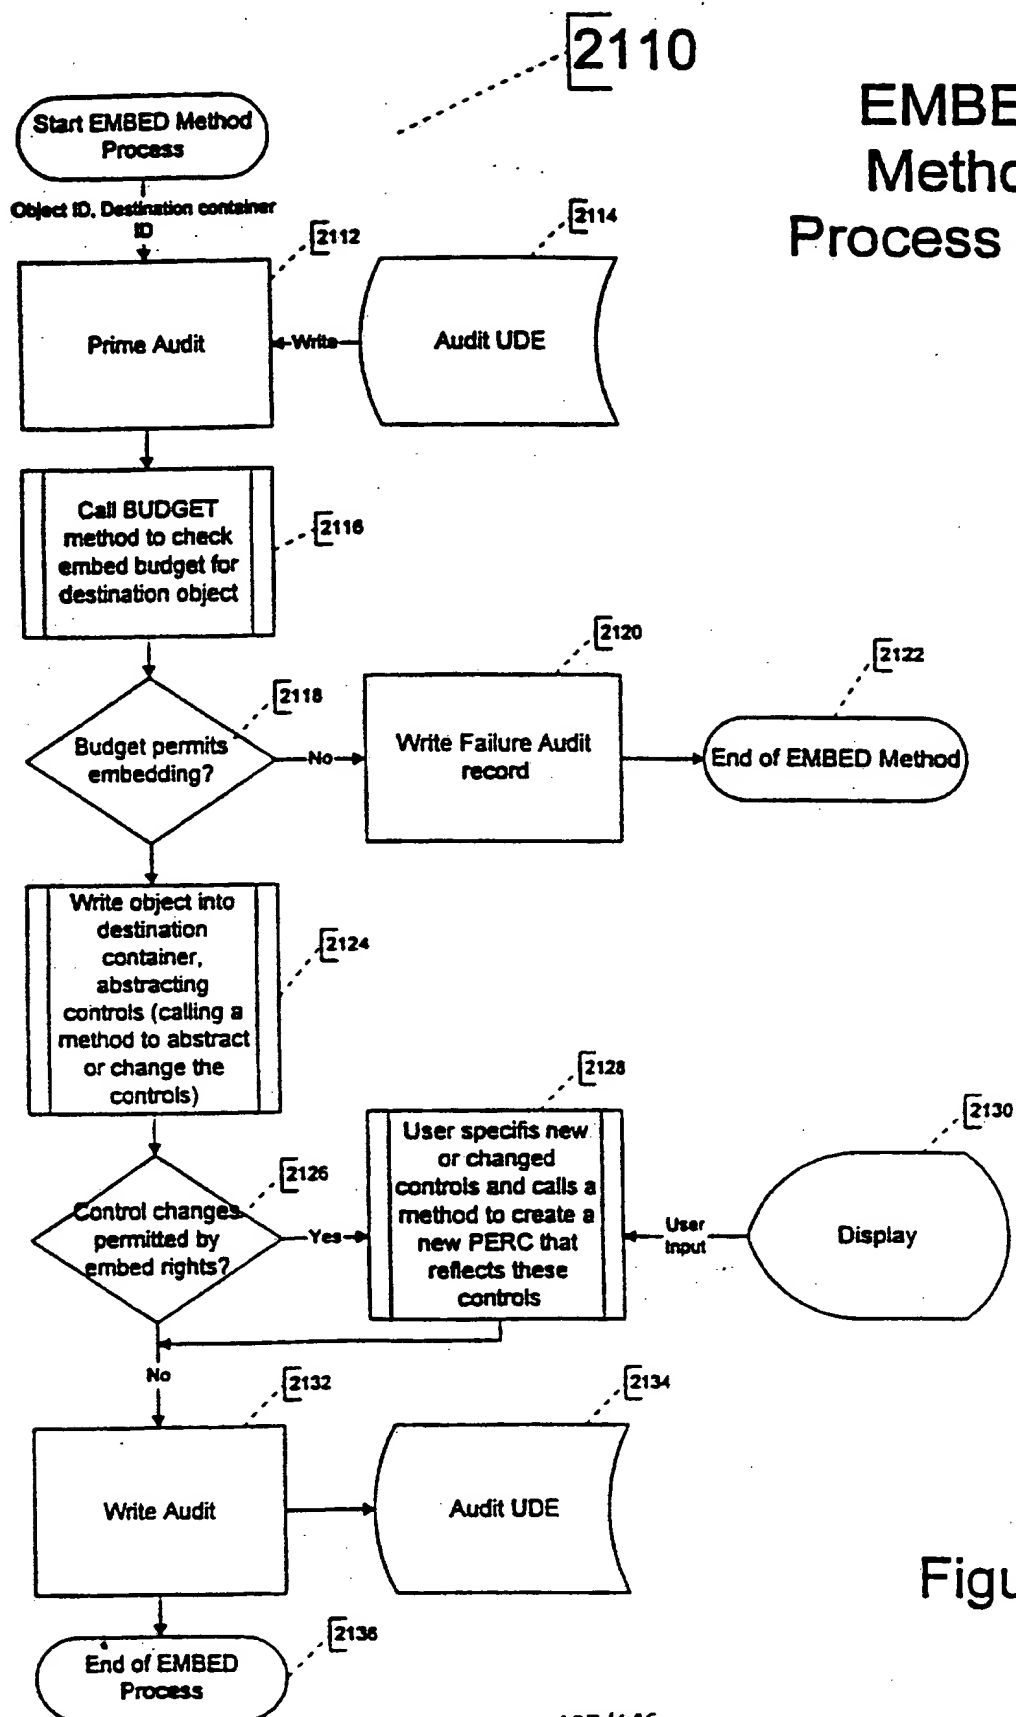 2110
EMBE
Metho
Process
Start EMBED Method
Process
Object ID, Destination container
ID
2112
2114
Prime Audit
Write
Audit UDE
Call BUDGET
method to check
embed budget for
destination object
2116
2118
Budget permits
embedding?
No
2120
Write Failure Audit
record
2122
End of EMBED Method
Write object into
destination
container,
abstracting
controls (calling a
method to abstract
or change the
controls)
2124
2126
Control changes
permitted by
embed rights?
Yes
2128
User specifis new
or changed
controls and calls a
method to create a
new PERC that
reflects these
controls
User
Input
2130
Display
No
2132
Write Audit
2134
Audit UDE
Figu
2136
End of EMBED
Process